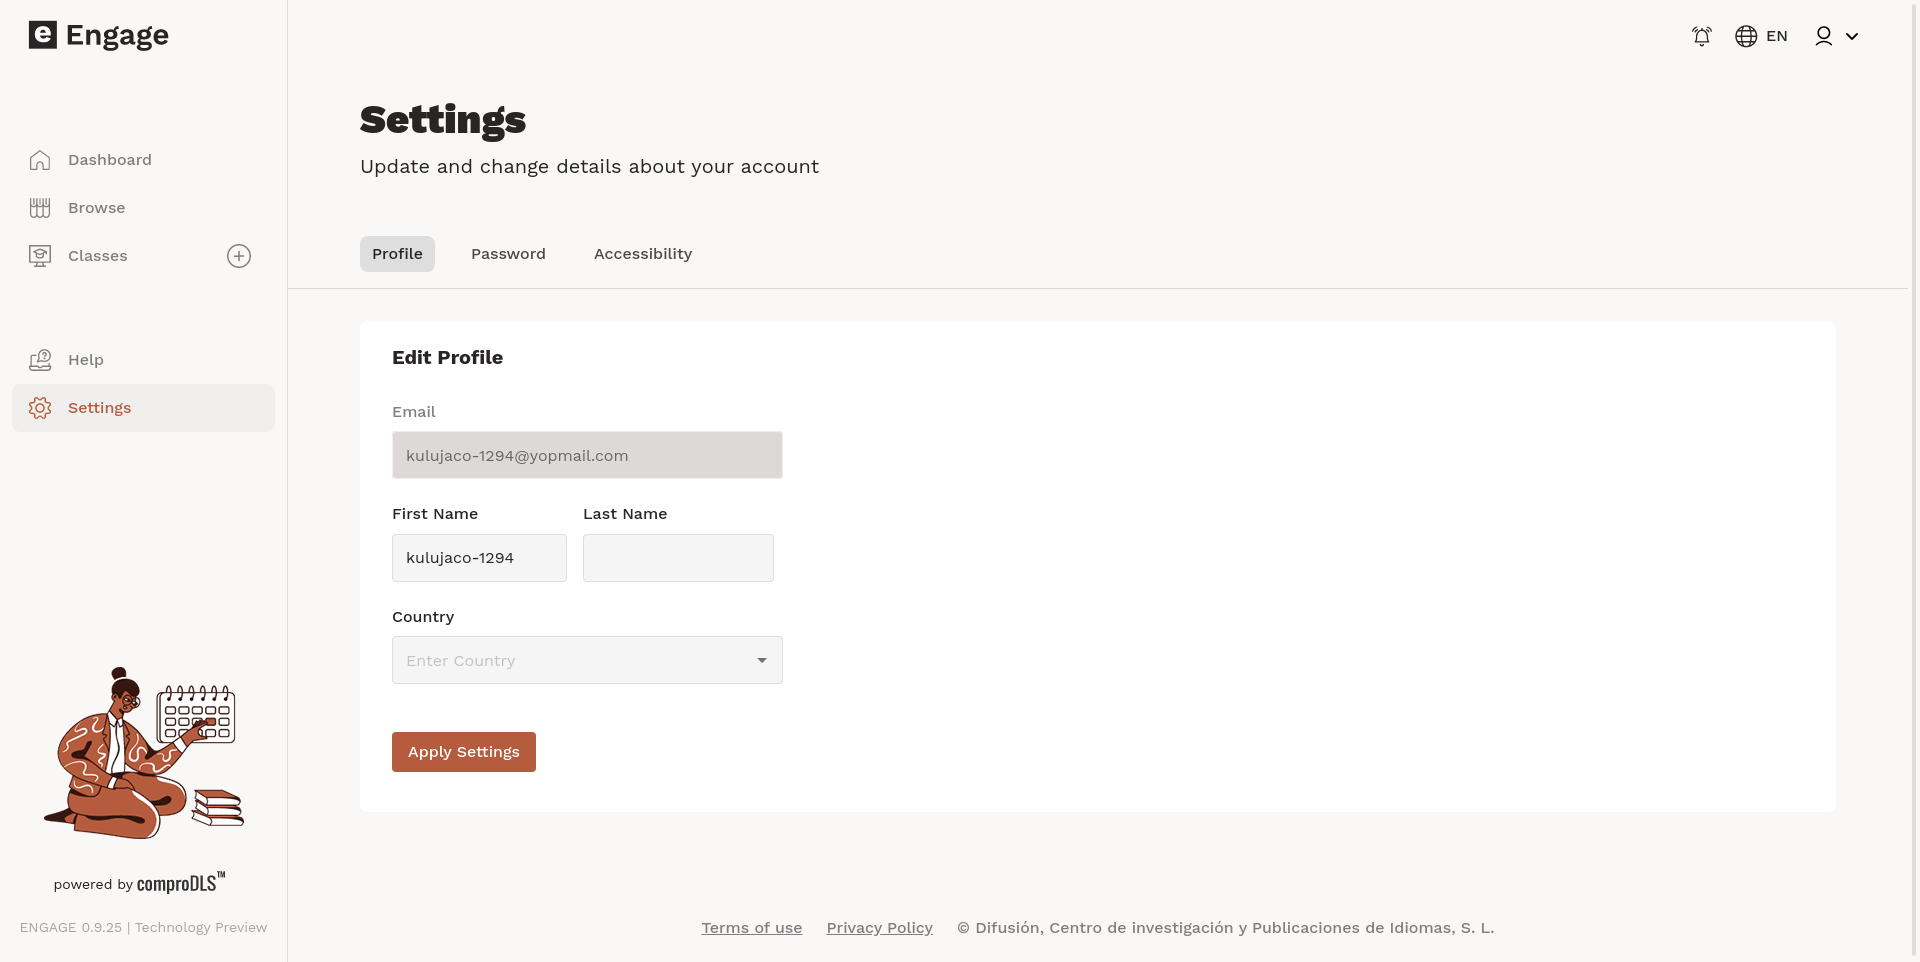 e Engage
EN
Dashboard
Browse
Classes
Help
Settings
powered by comproDLS™
ENGAGE 0.9.25 | Technology Preview
Settings
Update and change details about your account
Profile Password Accessibility
Edit Profile
Email
kulujaco-1294@yopmail.com
First Name Last Name
kulujaco-1294
Country
Enter Country
Apply Settings
Terms of use Privacy Policy © Difusión, Centro de investigación y Publicaciones de Idiomas, S. L.